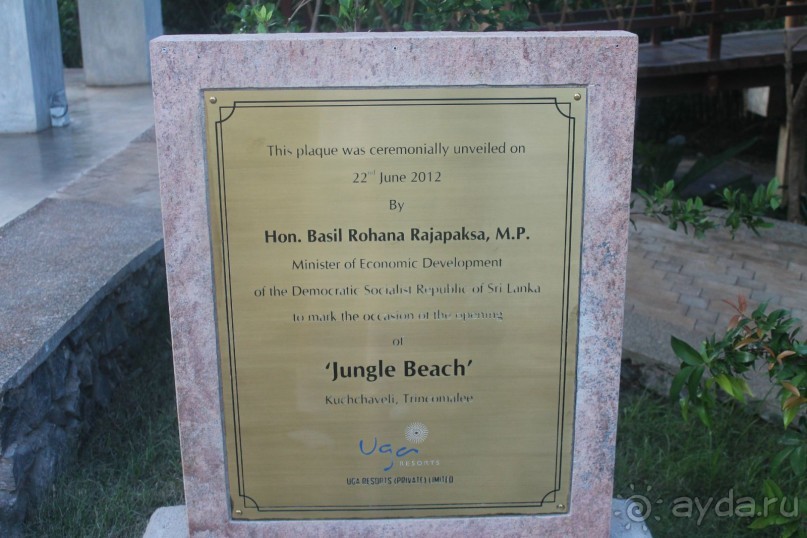 This plaque was ceremonially unveiled on
22nd June 2012
By
Hon. Basil Rohana Rajapaksa, M.P.
Minister of Economic Development
of the Democratic Socialist Republic of Sri Lanka
to mark the occasion of the opening
of
‘Jungle Beach’
Kuchchaveli, Trincomalee
Uga
RESORTS
UGA RESORTS (PRIVATE) LIMITED
ayda.ru